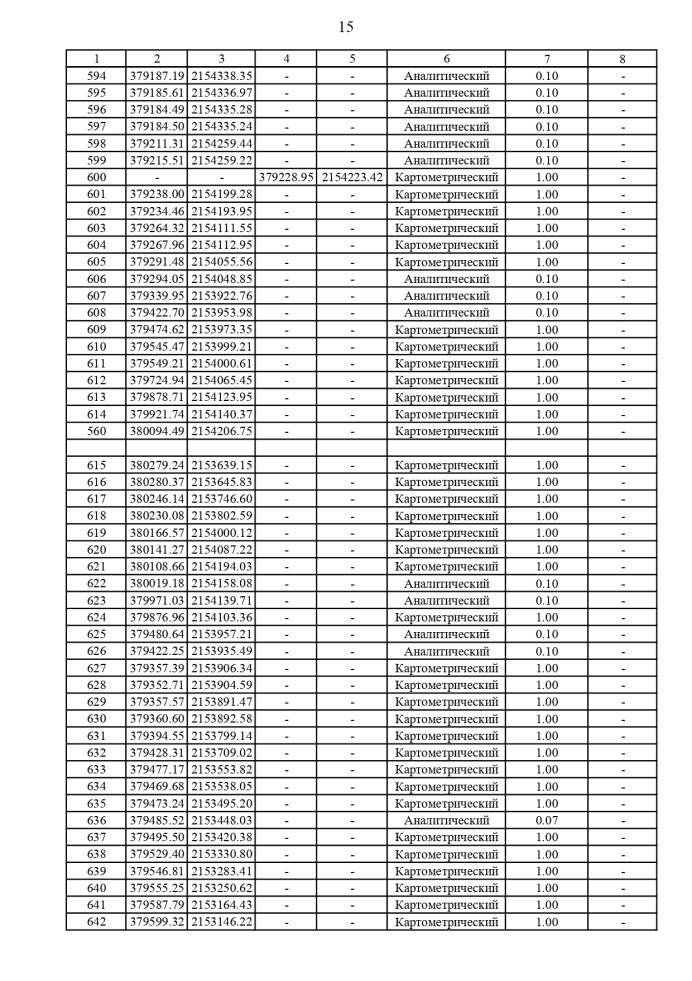 15
1 2 3 4 5 6 7 8
594 379187.19 2154338.35 - - Аналитический 0.10 -
595 379185.61 2154336.97 - - Аналитический 0.10 -
596 379184.49 2154335.28 - - Аналитический 0.10 -
597 379184.50 2154335.24 - - Аналитический 0.10 -
598 379211.31 2154259.44 - - Аналитический 0.10 -
599 379215.51 2154259.22 - - Аналитический 0.10 -
600 - - 379228.95 2154223.42 Картометрический 1.00 -
601 379238.00 2154199.28 - - Картометрический 1.00 -
602 379234.46 2154193.95 - - Картометрический 1.00 -
603 379264.32 2154111.55 - - Картометрический 1.00 -
604 379267.96 2154112.95 - - Картометрический 1.00 -
605 379291.48 2154055.56 - - Картометрический 1.00 -
606 379294.05 2154048.85 - - Аналитический 0.10 -
607 379339.95 2153922.76 - - Аналитический 0.10 -
608 379422.70 2153953.98 - - Аналитический 0.10 -
609 379474.62 2153973.35 - - Картометрический 1.00 -
610 379545.47 2153999.21 - - Картометрический 1.00 -
611 379549.21 2154000.61 - - Картометрический 1.00 -
612 379724.94 2154065.45 - - Картометрический 1.00 -
613 379878.71 2154123.95 - - Картометрический 1.00 -
614 379921.74 2154140.37 - - Картометрический 1.00 -
560 380094.49 2154206.75 - - Картометрический 1.00 -
615 380279.24 2153639.15 - - Картометрический 1.00 -
616 380280.37 2153645.83 - - Картометрический 1.00 -
617 380246.14 2153746.60 - - Картометрический 1.00 -
618 380230.08 2153802.59 - - Картометрический 1.00 -
619 380166.57 2154000.12 - - Картометрический 1.00 -
620 380141.27 2154087.22 - - Картометрический 1.00 -
621 380108.66 2154194.03 - - Картометрический 1.00 -
622 380019.18 2154158.08 - - Аналитический 0.10 -
623 379971.03 2154139.71 - - Аналитический 0.10 -
624 379876.96 2154103.36 - - Картометрический 1.00 -
625 379480.64 2153957.21 - - Аналитический 0.10 -
626 379422.25 2153935.49 - - Аналитический 0.10 -
627 379357.39 2153906.34 - - Картометрический 1.00 -
628 379352.71 2153904.59 - - Картометрический 1.00 -
629 379357.57 2153891.47 - - Картометрический 1.00 -
630 379360.60 2153892.58 - - Картометрический 1.00 -
631 379394.55 2153799.14 - - Картометрический 1.00 -
632 379428.31 2153709.02 - - Картометрический 1.00 -
633 379477.17 2153553.82 - - Картометрический 1.00 -
634 379469.68 2153538.05 - - Картометрический 1.00 -
635 379473.24 2153495.20 - - Картометрический 1.00 -
636 379485.52 2153448.03 - - Аналитический 0.07 -
637 379495.50 2153420.38 - - Картометрический 1.00 -
638 379529.40 2153330.80 - - Картометрический 1.00 -
639 379546.81 2153283.41 - - Картометрический 1.00 -
640 379555.25 2153250.62 - - Картометрический 1.00 -
641 379587.79 2153164.43 - - Картометрический 1.00 -
642 379599.32 2153146.22 - - Картометрический 1.00 -